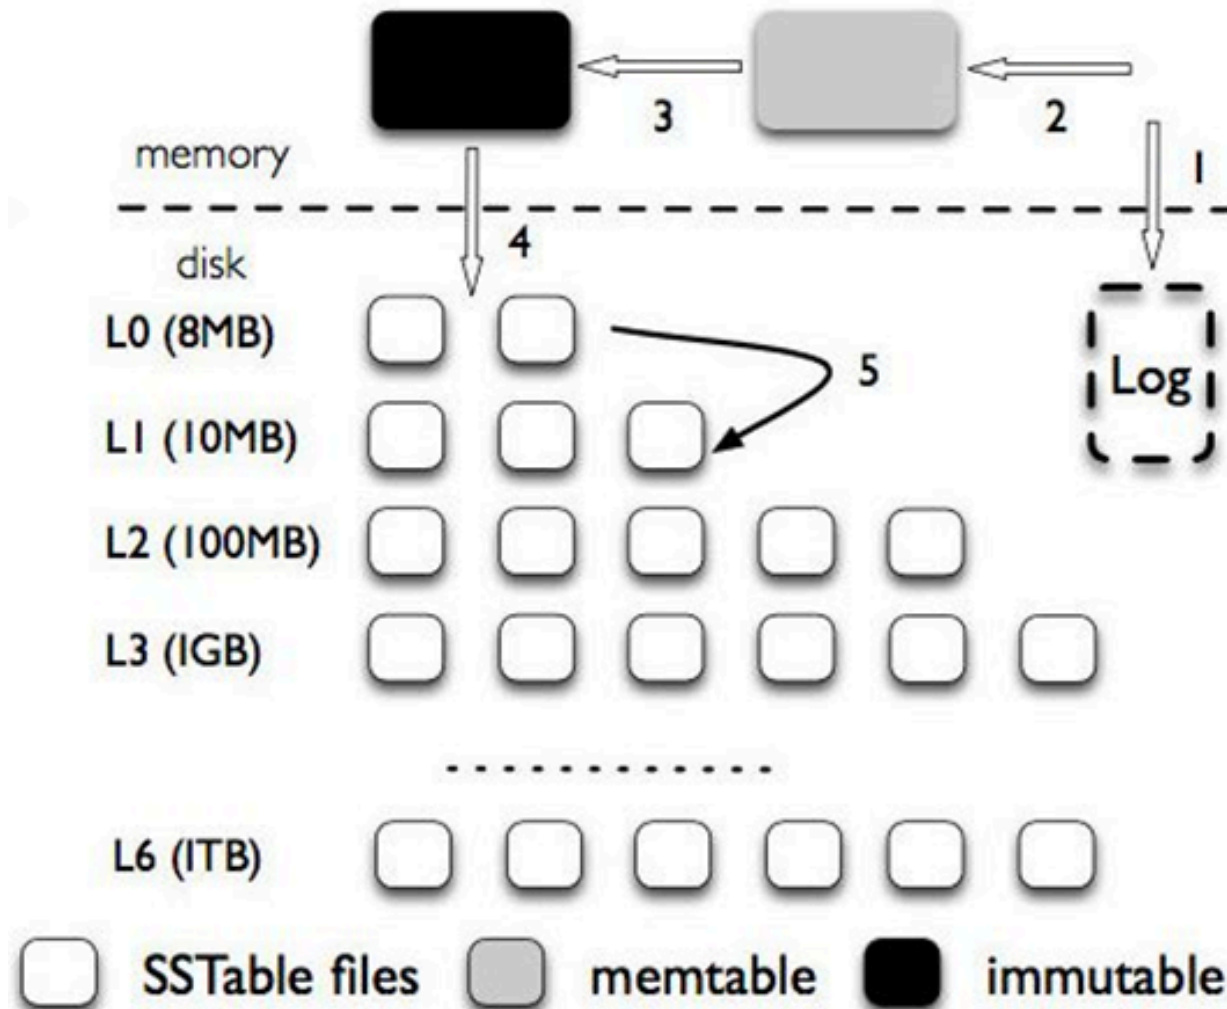 3
2
memory
1
4
disk
L0 (8MB)
5
Log
L1 (10MB)
L2 (100MB)
L3 (1GB)
L6 (1TB)
SSTable files
memtable
immutable